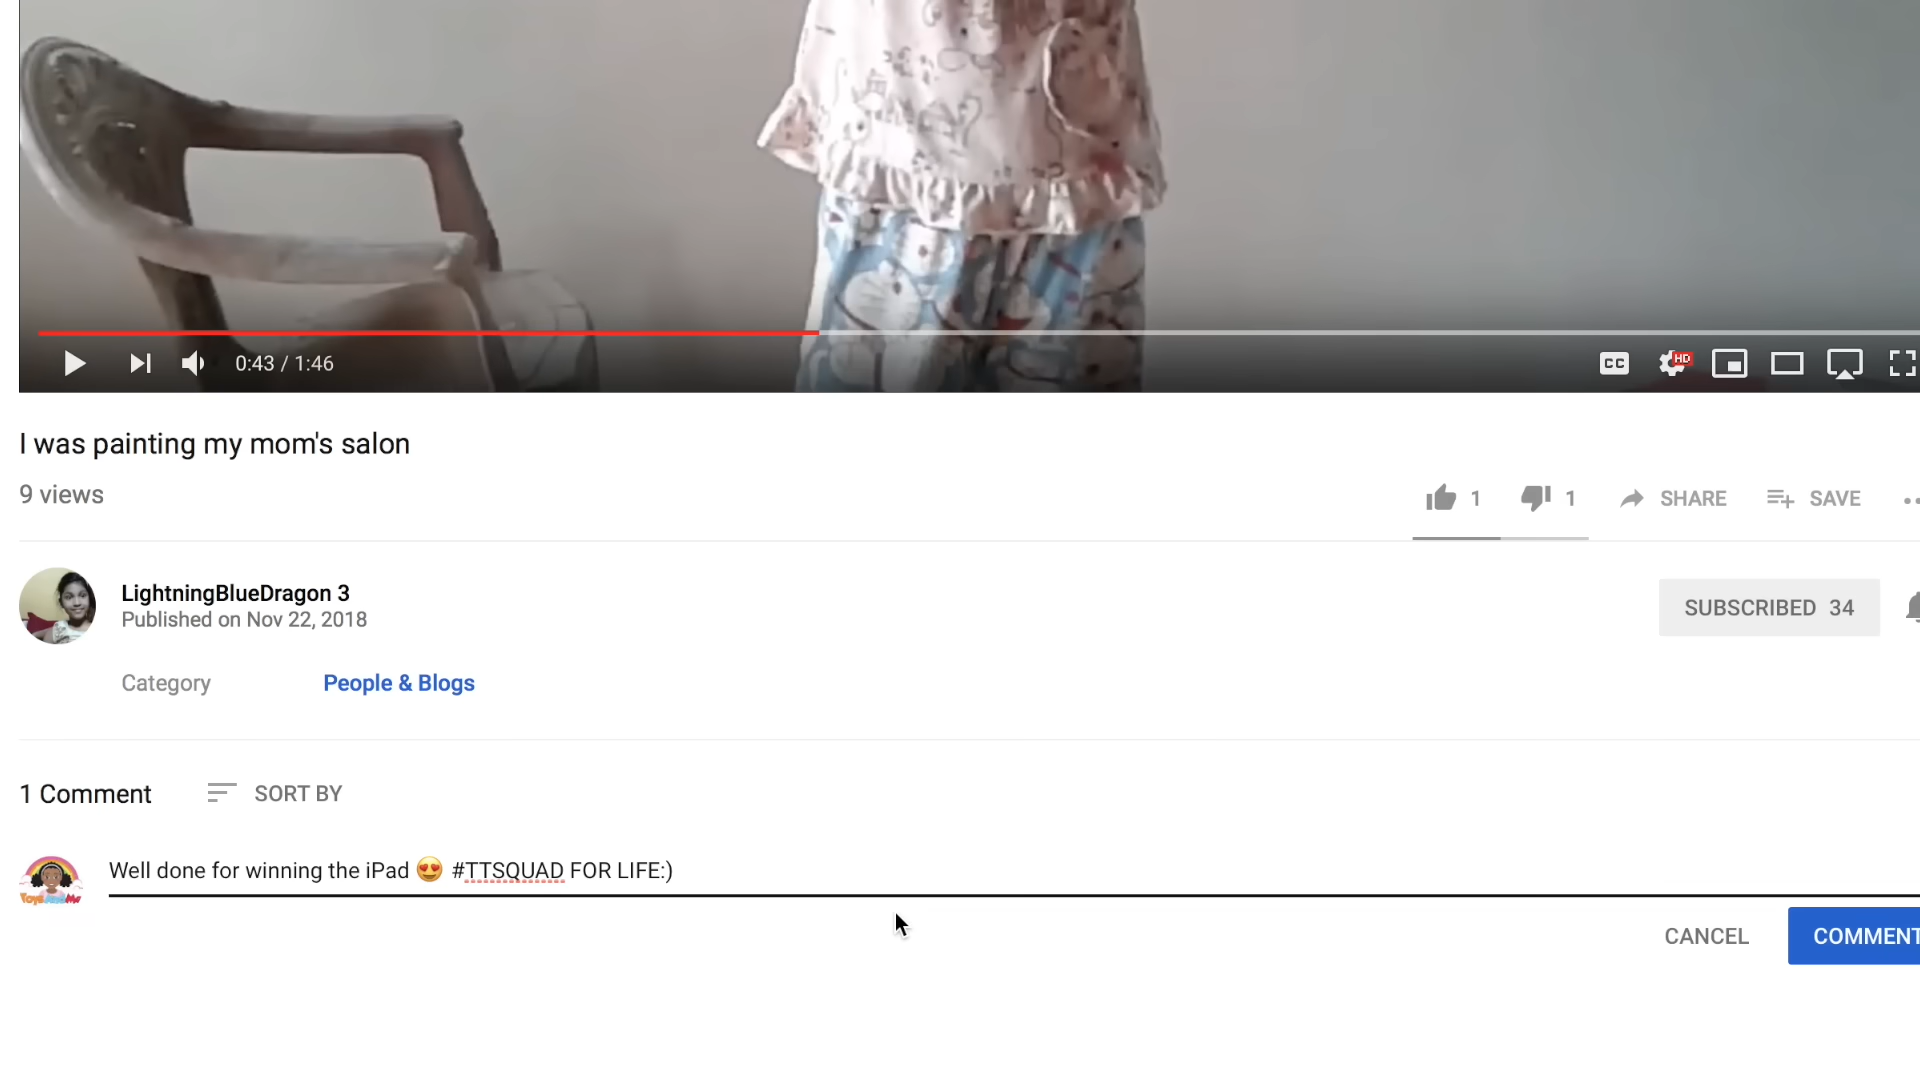 0:43 / 1:46
CC
HD
I was painting my mom's salon
9 views
1
1
SHARE
SAVE
LightningBlueDragon 3
Published on Nov 22, 2018
SUBSCRIBED 34
Category
People & Blogs
1 Comment
SORT BY
Well done for winning the iPad 😍 #TTSQUAD FOR LIFE:)
CANCEL
COMMENT